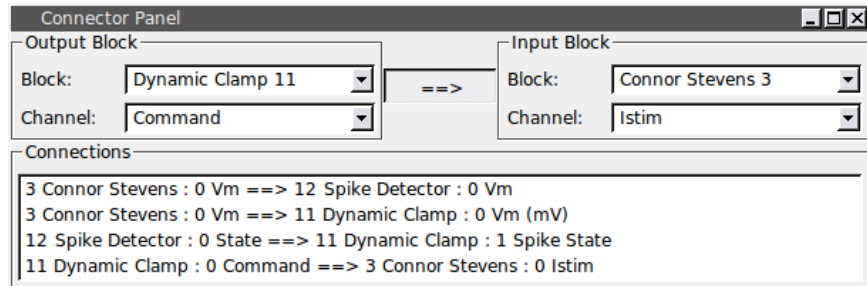 Connector Panel
Output Block
Input Block
Block: Dynamic Clamp 11
==>
Block: Connor Stevens 3
Channel: Command
Channel: Istim
Connections
3 Connor Stevens : 0 Vm ==> 12 Spike Detector : 0 Vm
3 Connor Stevens : 0 Vm ==> 11 Dynamic Clamp : 0 Vm (mV)
12 Spike Detector : 0 State ==> 11 Dynamic Clamp : 1 Spike State
11 Dynamic Clamp : 0 Command ==> 3 Connor Stevens : 0 Istim